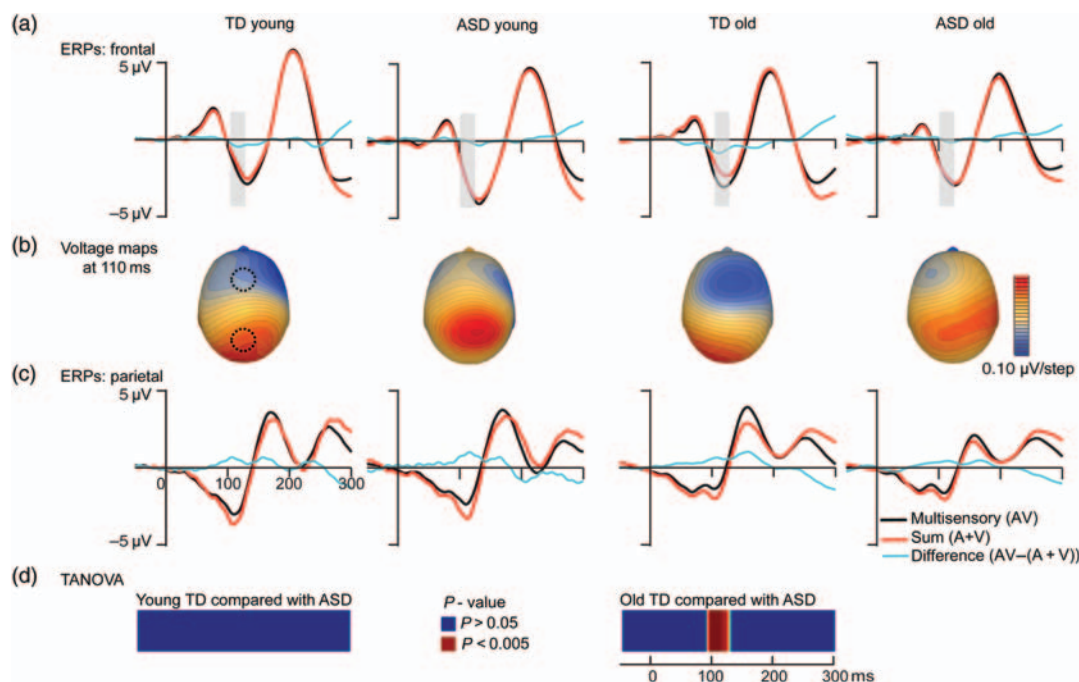 (a)
TD young
ASD young
TD old
ASD old
ERPs: frontal
5 µV
−5 µV
(b)
Voltage maps
at 110 ms
0.10 µV/step
(c)
ERPs: parietal
5 µV
0
100
200
300
−5 µV
Multisensory (AV)
Sum (A+V)
Difference (AV−(A + V))
(d)
TANOVA
Young TD compared with ASD
P - value
P > 0.05
P < 0.005
Old TD compared with ASD
0
100
200
300 ms